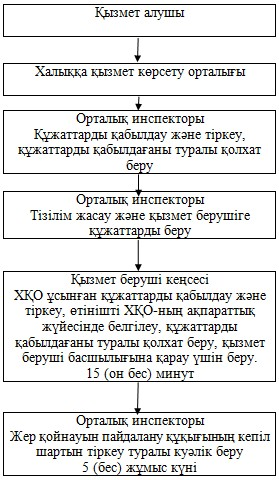 Қызмет алушы
Халыққа қызмет көрсету орталығы
Орталық инспекторы
Құжаттарды қабылдау және тіркеу,
құжаттарды қабылдағаны туралы қолхат
беру
Орталық инспекторы
Тізілім жасау және қызмет берушіге
құжаттарды беру
Қызмет беруші кеңсесі
ХҚО ұсынған құжаттарды қабылдау және
тіркеу, өтінішті ХҚО-ның ақпараттық
жүйесінде белгілеу, құжаттарды
қабылдағаны туралы қолхат беру, қызмет
беруші басшылығына қарау үшін беру.
15 (он бес) минут
Орталық инспекторы
Жер қойнауын пайдалану құқығының кепіл
шартын тіркеу туралы куәлік беру
5 (бес) жұмыс күні